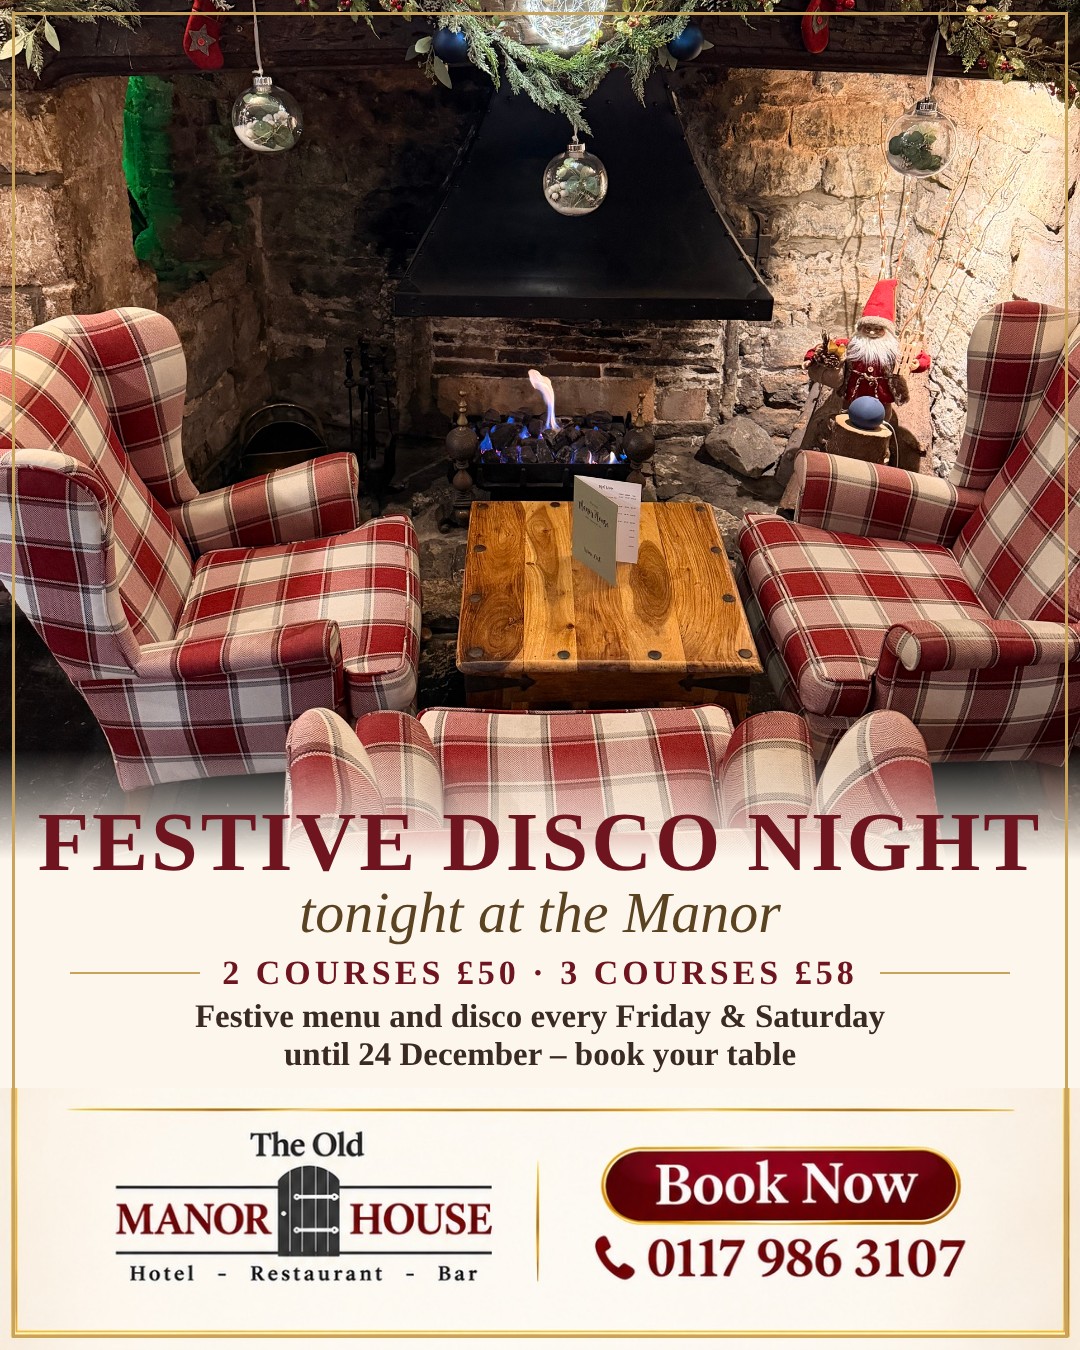 FESTIVE DISCO NIGHT
tonight at the Manor
2 COURSES £50 · 3 COURSES £58
Festive menu and disco every Friday & Saturday
until 24 December – book your table
The Old
MANOR HOUSE
Hotel - Restaurant - Bar
Book Now
0117 986 3107